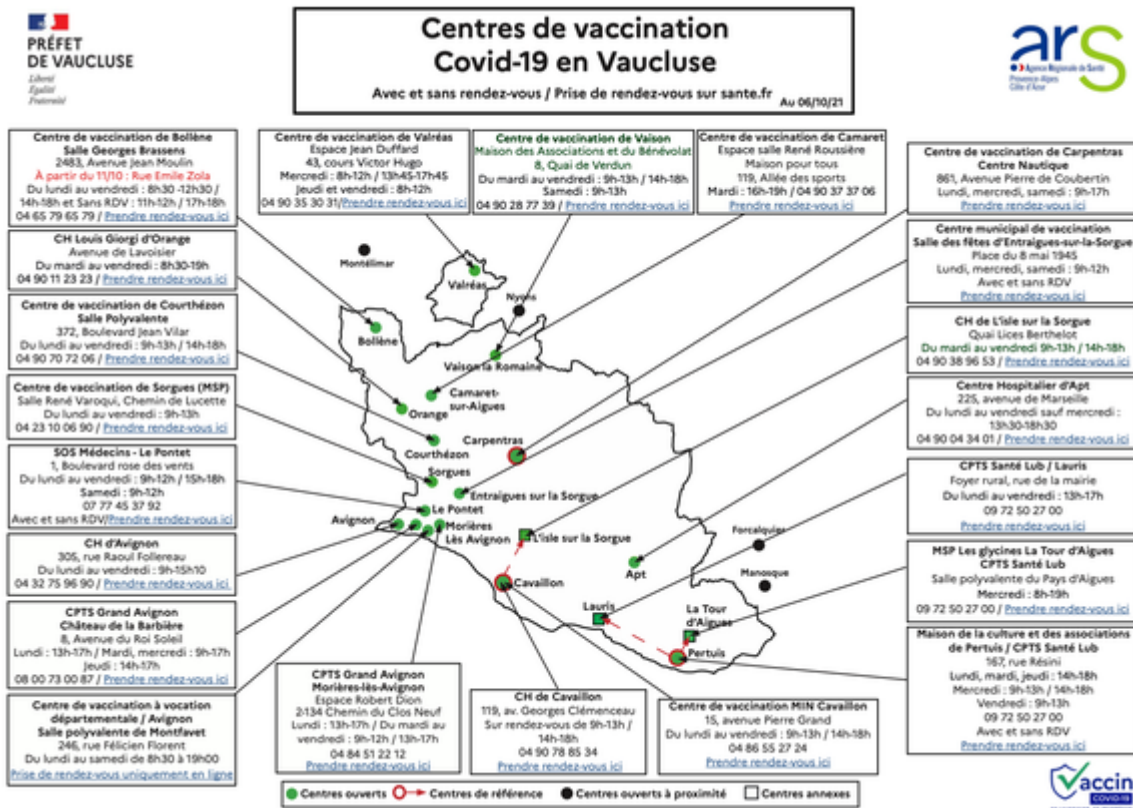 PRÉFET
DE VAUCLUSE
Liberté
Égalité
Fraternité
Centres de vaccination
Covid-19 en Vaucluse
Avec et sans rendez-vous / Prise de rendez-vous sur sante.fr
Au 06/10/21
ars
Agence Régionale de Santé
Provence-Alpes
Côte d'Azur
Centre de vaccination de Bollène
Salle Georges Brassens
2483, Avenue Jean Moulin
À partir du 11/10 : Rue Emile Zola
Du lundi au vendredi : 8h30 -12h30 /
14h-18h et Sans RDV : 11h-12h / 17h-18h
04 65 79 65 79 / Prendre rendez-vous ici
CH Louis Giorgi d'Orange
Avenue de Lavoisier
Du mardi au vendredi : 8h30-19h
04 90 11 23 23 / Prendre rendez-vous ici
Centre de vaccination de Courthézon
Salle Polyvalente
372, Boulevard Jean Vilar
Du lundi au vendredi : 9h-13h / 14h-18h
04 90 70 72 06 / Prendre rendez-vous ici
Centre de vaccination de Sorgues (MSP)
Salle René Varoqui, Chemin de Lucette
Du lundi au vendredi : 9h-13h
04 23 10 06 90 / Prendre rendez-vous ici
SOS Médecins - Le Pontet
1, Boulevard rose des vents
Du lundi au vendredi : 9h-12h / 15h-18h
Samedi : 9h-12h
07 77 45 37 92
Avec et sans RDV/Prendre rendez-vous ici
CH d'Avignon
305, rue Raoul Follereau
Du lundi au vendredi : 9h-15h10
04 32 75 96 90 / Prendre rendez-vous ici
CPTS Grand Avignon
Château de la Barbière
8, Avenue du Roi Soleil
Lundi : 13h-17h / Mardi, mercredi : 9h-17h
Jeudi : 14h-17h
08 00 73 00 87 / Prendre rendez-vous ici
Centre de vaccination à vocation
départementale / Avignon
Salle polyvalente de Montfavet
246, rue Félicien Florent
Du lundi au samedi de 8h30 à 19h00
Prise de rendez-vous uniquement en ligne
Centre de vaccination de Valréas
Espace Jean Duffard
43, cours Victor Hugo
Mercredi : 8h-12h / 13h45-17h45
Jeudi et vendredi : 8h-12h
04 90 35 30 31/Prendre rendez-vous ici
Centre de vaccination de Vaison
Maison des Associations et du Bénévolat
8, Quai de Verdun
Du mardi au vendredi : 9h-13h / 14h-18h
Samedi : 9h-13h
04 90 28 77 39 / Prendre rendez-vous ici
Centre de vaccination de Camaret
Espace salle René Roussière
Maison pour tous
119, Allée des sports
Mardi : 16h-19h / 04 90 37 37 06
Prendre rendez-vous ici
Centre de vaccination de Carpentras
Centre Nautique
861, Avenue Pierre de Coubertin
Lundi, mercredi, samedi : 9h-17h
Prendre rendez-vous ici
Centre municipal de vaccination
Salle des fêtes d'Entraigues-sur-la-Sorgue
Place du 8 mai 1945
Lundi, mercredi, samedi : 9h-12h
Avec et sans RDV
Prendre rendez-vous ici
CH de L'isle sur la Sorgue
Quai Lices Berthelot
Du mardi au vendredi 9h-13h / 14h-18h
04 90 38 96 53 / Prendre rendez-vous ici
Centre Hospitalier d'Apt
225, avenue de Marseille
Du lundi au vendredi sauf mercredi :
13h30-18h30
04 90 04 34 01 / Prendre rendez-vous ici
CPTS Santé Lub / Lauris
Foyer rural, rue de la mairie
Du lundi au vendredi : 13h-17h
09 72 50 27 00
Prendre rendez-vous ici
MSP Les glycines La Tour d'Aigues
CPTS Santé Lub
Salle polyvalente du Pays d'Aigues
Mercredi : 8h-19h
09 72 50 27 00 / Prendre rendez-vous ici
Maison de la culture et des associations
de Pertuis / CPTS Santé Lub
167, rue Résini
Lundi, mardi, jeudi : 14h-18h
Mercredi : 9h-13h / 14h-18h
Vendredi : 9h-13h
09 72 50 27 00
Avec et sans RDV
Prendre rendez-vous ici
Montélimar
Valréas
Nyons
Bollène
Vaison la Romaine
Camaret-
sur-Aigues
Orange
Carpentras
Courthézon
Sorgues
Entraigues sur la Sorgue
Le Pontet
Avignon
Morières
Lès Avignon
L'isle sur la Sorgue
Forcalquier
Cavaillon
Apt
Manosque
Lauris
La Tour
d'Aigues
Pertuis
CPTS Grand Avignon
Morières-lès-Avignon
Espace Robert Dion
2-134 Chemin du Clos Neuf
Lundi : 13h-17h / Du mardi au
vendredi : 9h-12h / 13h-17h
04 84 51 22 12
Prendre rendez-vous ici
CH de Cavaillon
119, av. Georges Clémenceau
Sur rendez-vous de 9h-13h /
14h-18h
04 90 78 85 34
Prendre rendez-vous ici
Centre de vaccination MIN Cavaillon
15, avenue Pierre Grand
Du lundi au vendredi : 9h-13h / 14h-18h
04 86 55 27 24
Prendre rendez-vous ici
Centres ouverts
Centres de référence
Centres ouverts à proximité
Centres annexes
Vaccin
COVID-19